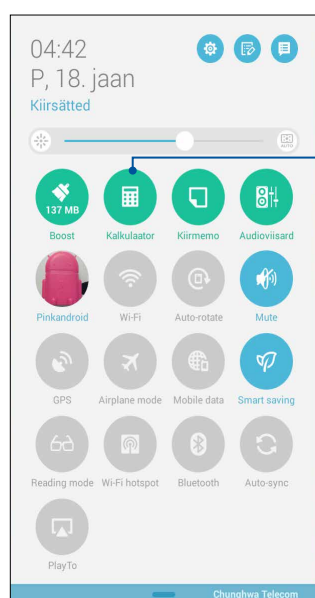 04:42
P, 18. jaan
Kiirsätted
AUTO
137 MB
Boost
Kalkulaator
Kiirmemo
Audioviisard
Pinkandroid
Wi-Fi
Auto-rotate
Mute
GPS
Airplane mode
Mobile data
Smart saving
Reading mode
Wi-Fi hotspot
Bluetooth
Auto-sync
PlayTo
Chunghwa Telecom